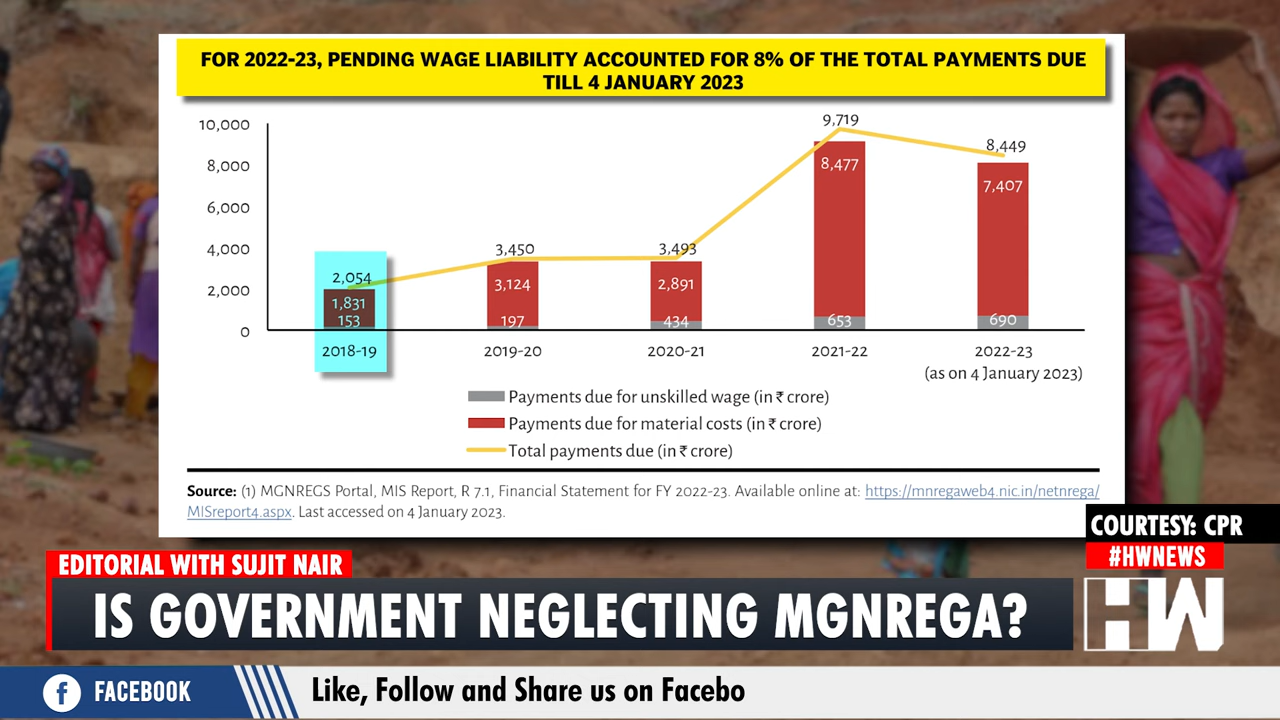 FOR 2022-23, PENDING WAGE LIABILITY ACCOUNTED FOR 8% OF THE TOTAL PAYMENTS DUE
TILL 4 JANUARY 2023
10,000
8,000
6,000
4,000
2,000
0
2,054
1,831
153
3,450
3,124
197
3,493
2,891
434
9,719
8,477
653
8,449
7,407
690
2018-19
2019-20
2020-21
2021-22
2022-23
(as on 4 January 2023)
Payments due for unskilled wage (in ₹ crore)
Payments due for material costs (in ₹ crore)
Total payments due (in ₹ crore)
Source: (1) MGNREGS Portal, MIS Report, R 7.1, Financial Statement for FY 2022-23. Available online at: https://mnregaweb4.nic.in/netnrega/
MISreport4.aspx. Last accessed on 4 January 2023.
COURTESY: CPR
#HWNEWS
HW
EDITORIAL WITH SUJIT NAIR
IS GOVERNMENT NEGLECTING MGNREGA?
f FACEBOOK
Like, Follow and Share us on Facebo